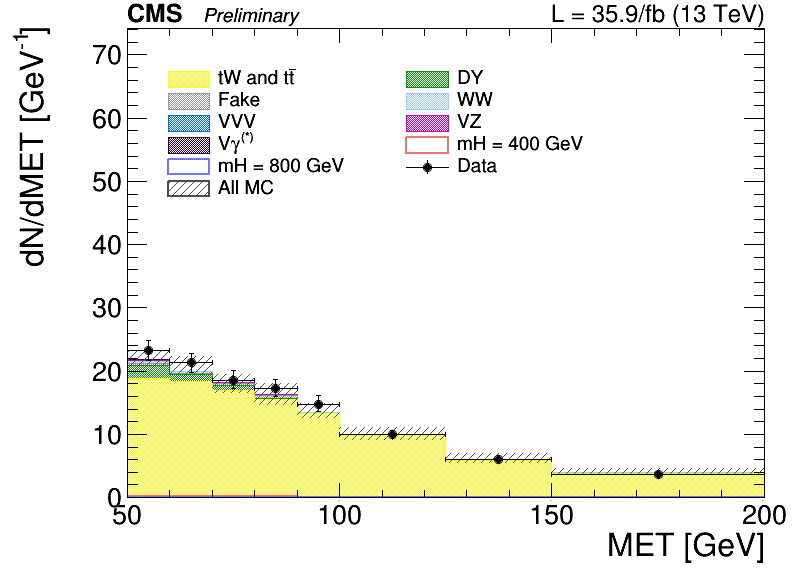 CMS Preliminary L = 35.9/fb (13 TeV)
dN/dMET [GeV⁻¹]
70
60
50
40
30
20
10
0
tW and tt̄
Fake
VVV
Vγ⁽*⁾
mH = 800 GeV
All MC
DY
WW
VZ
mH = 400 GeV
Data
50 100 150 200
MET [GeV]